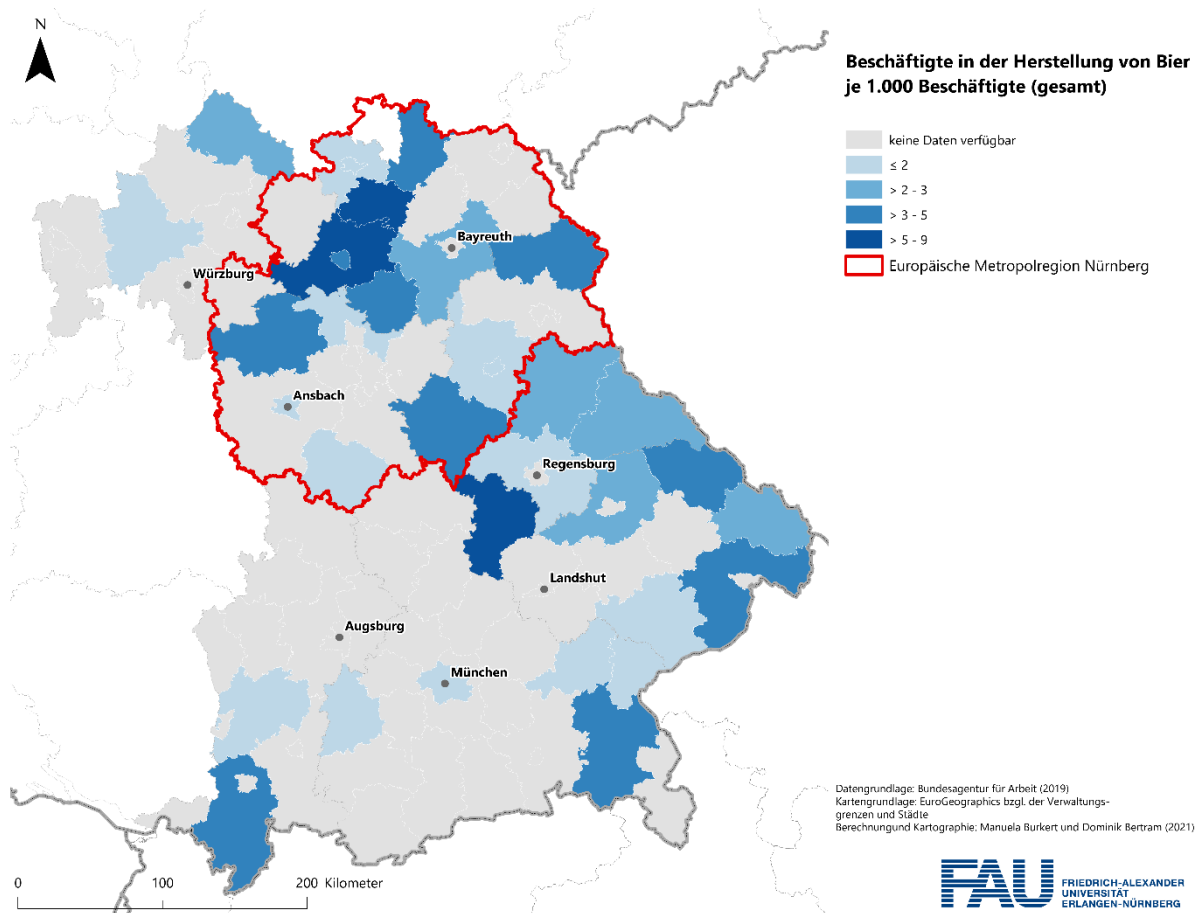 N
Beschäftigte in der Herstellung von Bier
je 1.000 Beschäftigte (gesamt)
keine Daten verfügbar
≤ 2
> 2 - 3
> 3 - 5
> 5 - 9
Europäische Metropolregion Nürnberg
Bayreuth
Würzburg
Ansbach
Regensburg
Landshut
Augsburg
München
Datengrundlage: Bundesagentur für Arbeit (2019)
Kartengrundlage: EuroGeographics bzgl. der Verwaltungs-
grenzen und Städte
Berechnungund Kartographie: Manuela Burkert und Dominik Bertram (2021)
0 100 200 Kilometer
FAU
FRIEDRICH-ALEXANDER
UNIVERSITÄT
ERLANGEN-NÜRNBERG